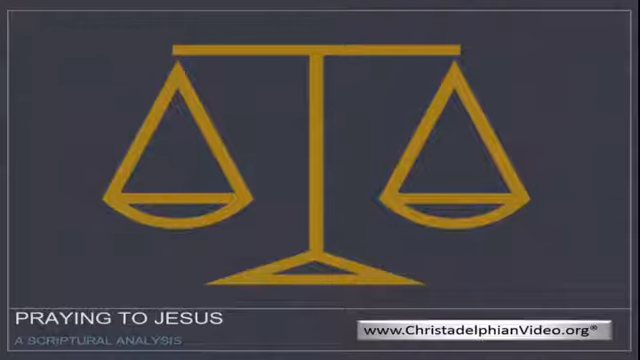 PRAYING TO JESUS
A SCRIPTURAL ANALYSIS
www.ChristadelphianVideo.org®